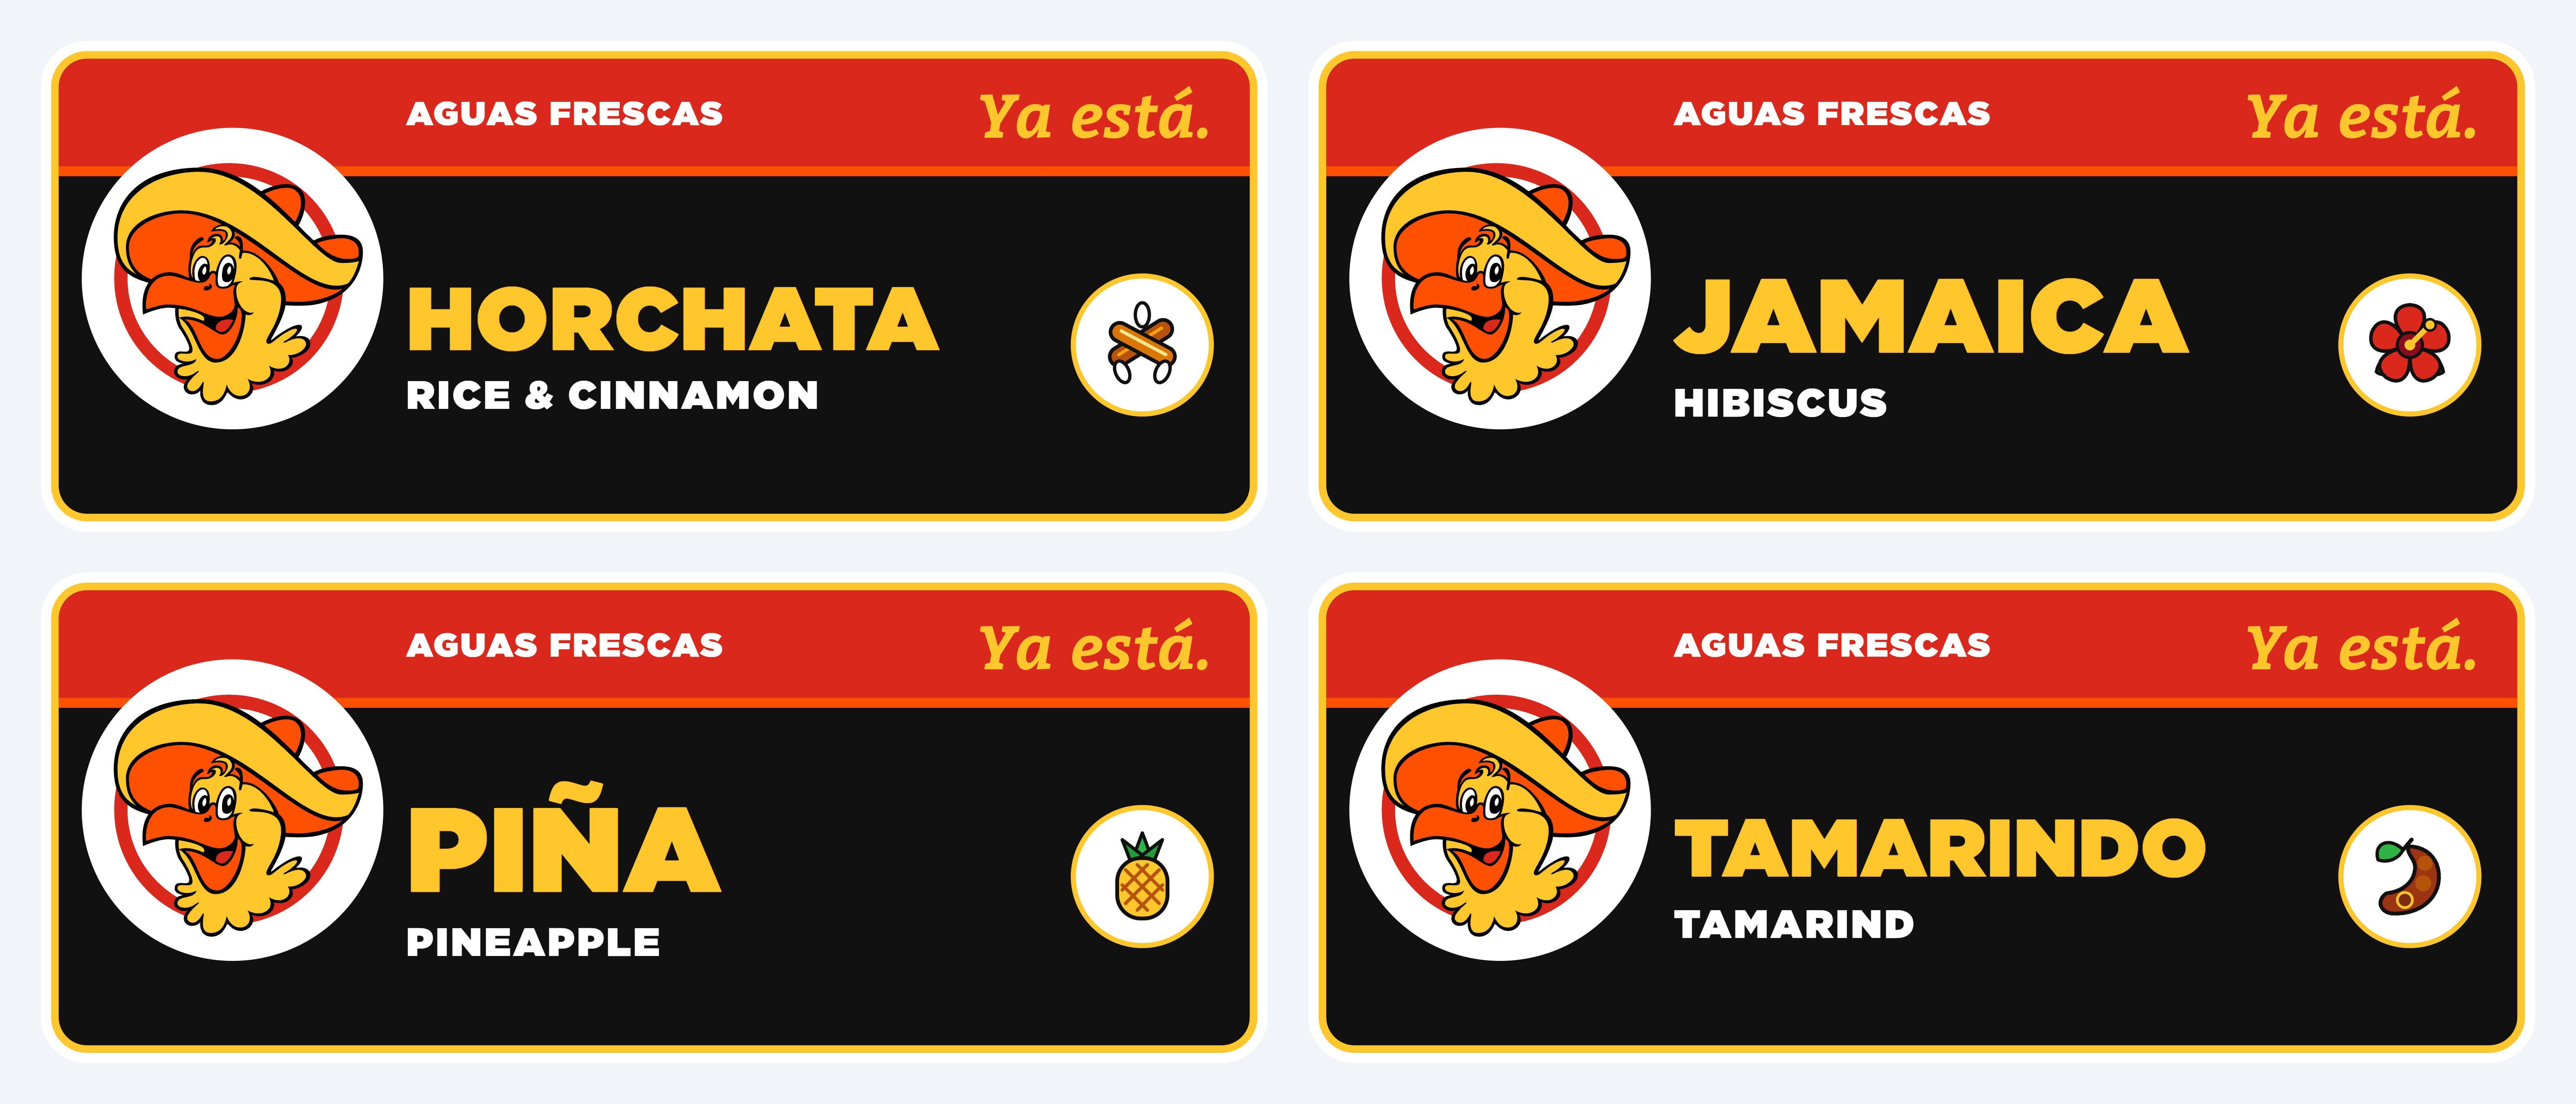 AGUAS FRESCAS
Ya está.
HORCHATA
RICE & CINNAMON
AGUAS FRESCAS
Ya está.
JAMAICA
HIBISCUS
AGUAS FRESCAS
Ya está.
PIÑA
PINEAPPLE
AGUAS FRESCAS
Ya está.
TAMARINDO
TAMARIND